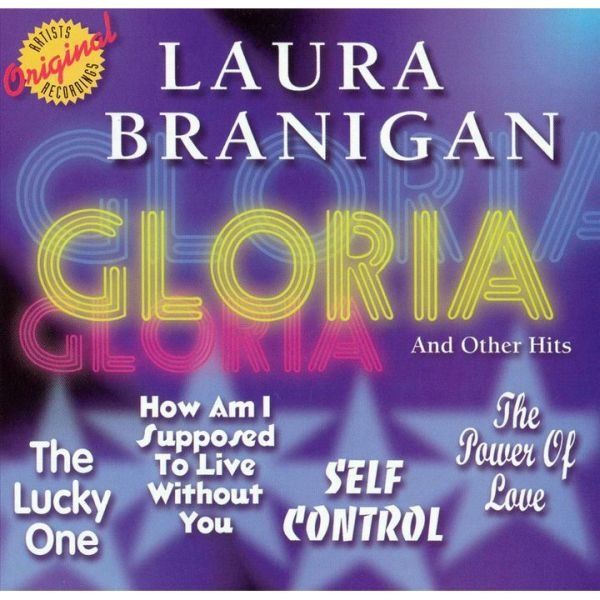 ARTISTS
Original
RECORDINGS
LAURA
BRANIGAN
GLORIA
GLORIA
GLORIA
And Other Hits
The
Lucky
One
How Am I
Supposed
To Live
Without
You
SELF
CONTROL
The
Power Of
Love